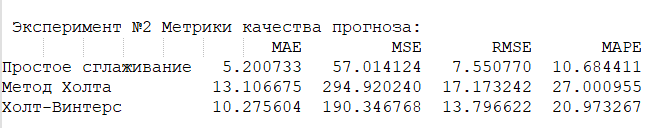 Эксперимент №2 Метрики качества прогноза:
MAE MSE RMSE MAPE
Простое сглаживание 5.200733 57.014124 7.550770 10.684411
Метод Холта 13.106675 294.920240 17.173242 27.000955
Холт-Винтерс 10.275604 190.346768 13.796622 20.973267